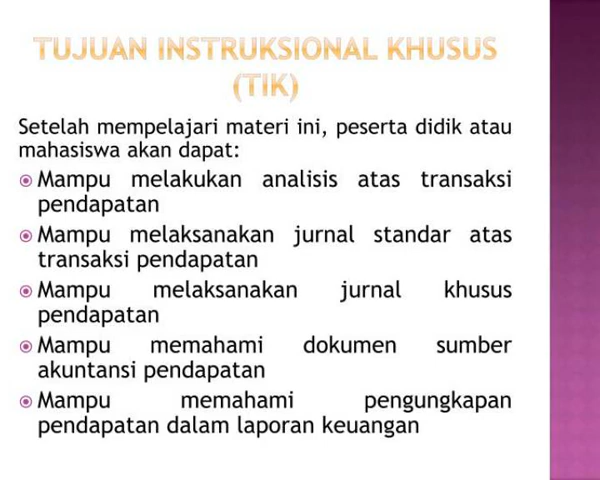 TUJUAN INSTRUKSIONAL KHUSUS
(TIK)
Setelah mempelajari materi ini, peserta didik atau
mahasiswa akan dapat:
Mampu melakukan analisis atas transaksi
pendapatan
Mampu melaksanakan jurnal standar atas
transaksi pendapatan
Mampu melaksanakan jurnal khusus
pendapatan
Mampu memahami dokumen sumber
akuntansi pendapatan
Mampu memahami pengungkapan
pendapatan dalam laporan keuangan